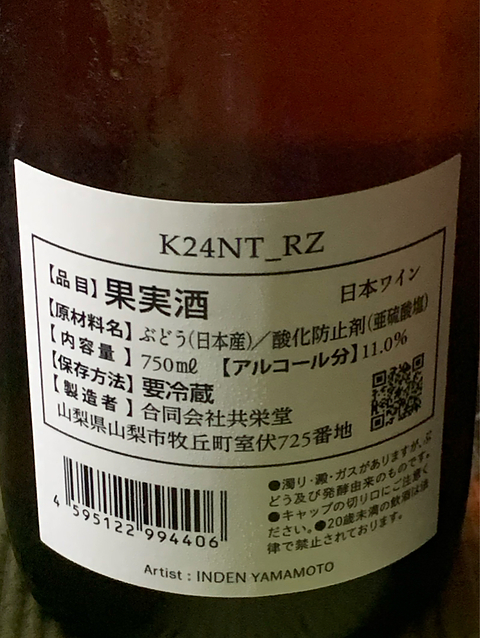 K24NT_RZ
【品目】果実酒 日本ワイン
【原材料名】ぶどう(日本産)／酸化防止剤(亜硫酸塩)
【内容量】750㎖ 【アルコール分】11.0%
【保存方法】要冷蔵
【製造者】合同会社共栄堂
山梨県山梨市牧丘町室伏725番地
●濁り・澱・ガスがありますが、ぶ
どう及び発酵由来のものです。
●キャップの切り口にご注意く
ださい。●20歳未満の飲酒は法
律で禁止されております。
4 595122 994406
Artist : INDEN YAMAMOTO